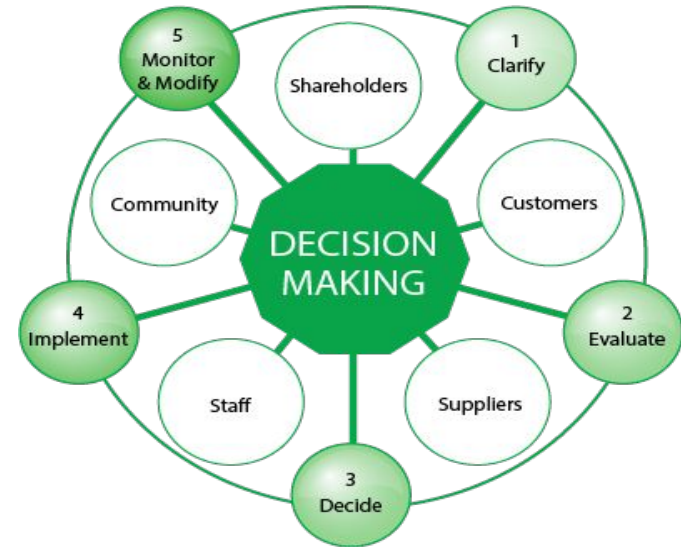 5
Monitor
& Modify
1
Clarify
Shareholders
Community
Customers
DECISION
MAKING
4
Implement
2
Evaluate
Staff
Suppliers
3
Decide